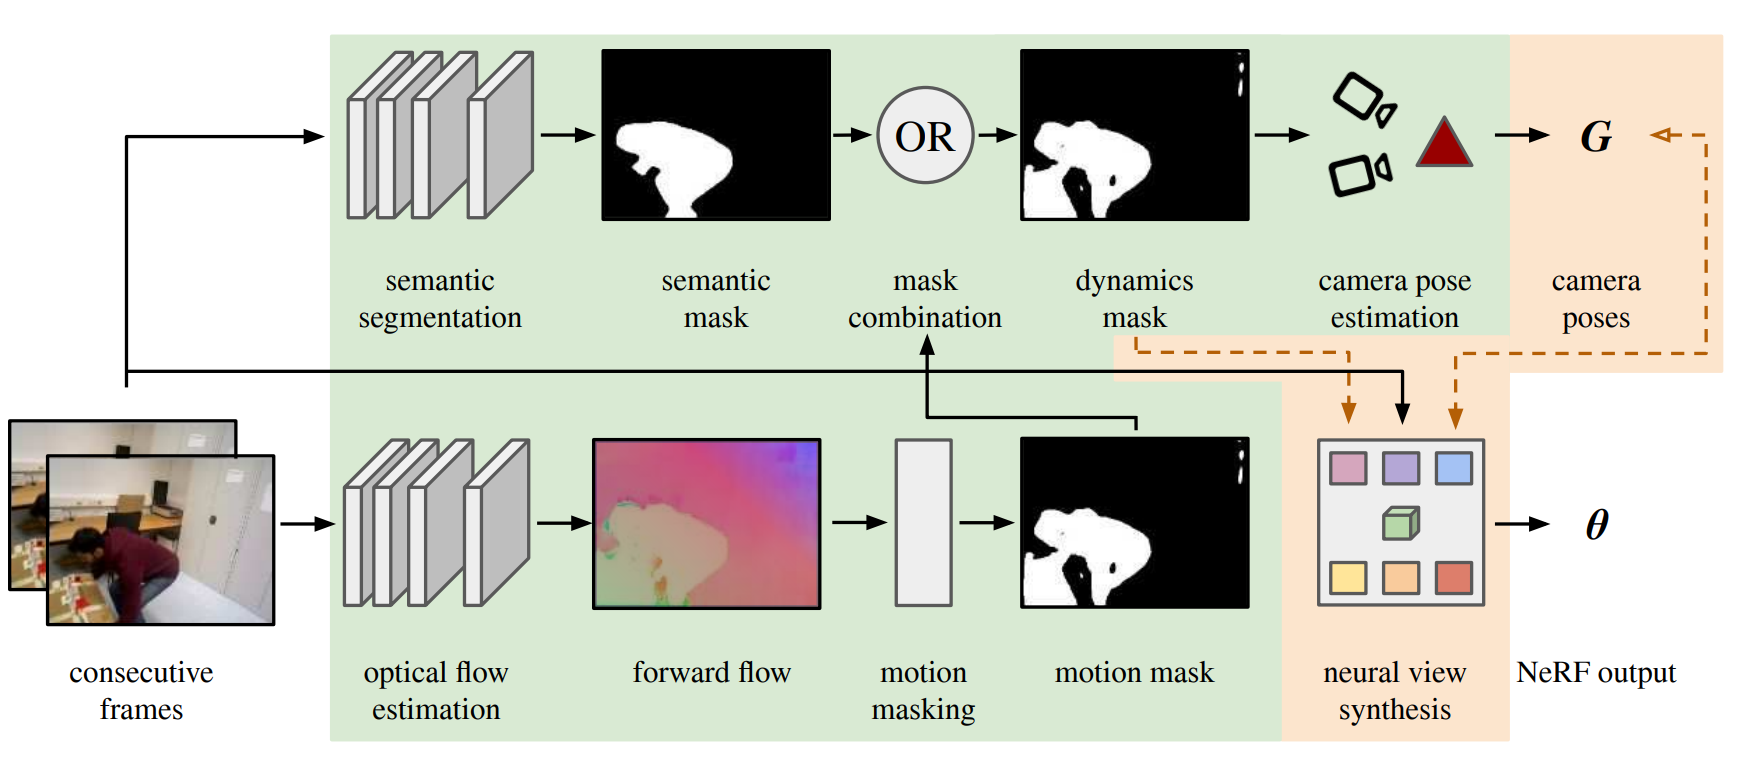 OR
G
semantic
segmentation
semantic
mask
mask
combination
dynamics
mask
camera pose
estimation
camera
poses
θ
consecutive
frames
optical flow
estimation
forward flow
motion
masking
motion mask
neural view
synthesis
NeRF output